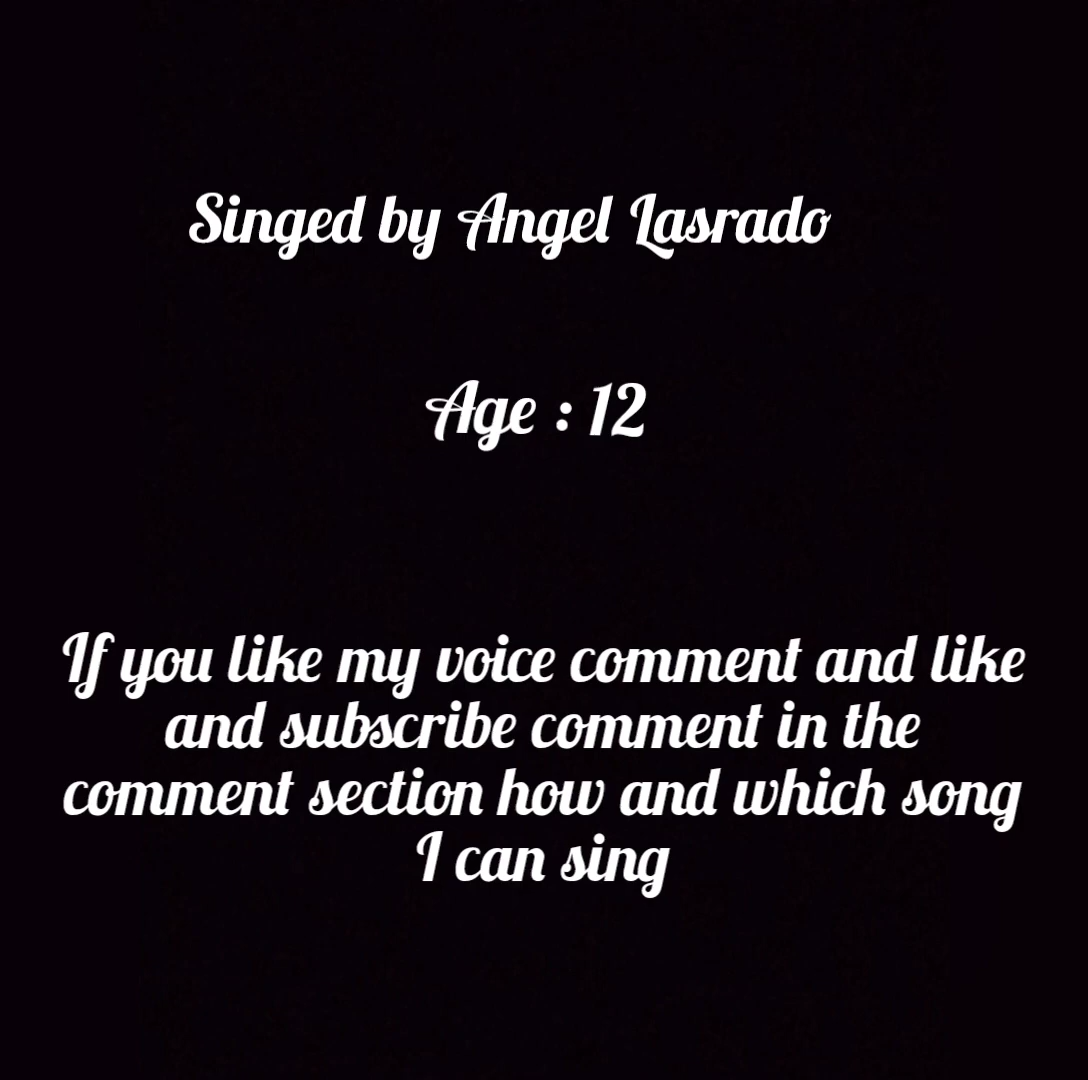 Singed by Angel Lasrado
Age : 12
If you like my voice comment and like
and subscribe comment in the
comment section how and which song
I can sing